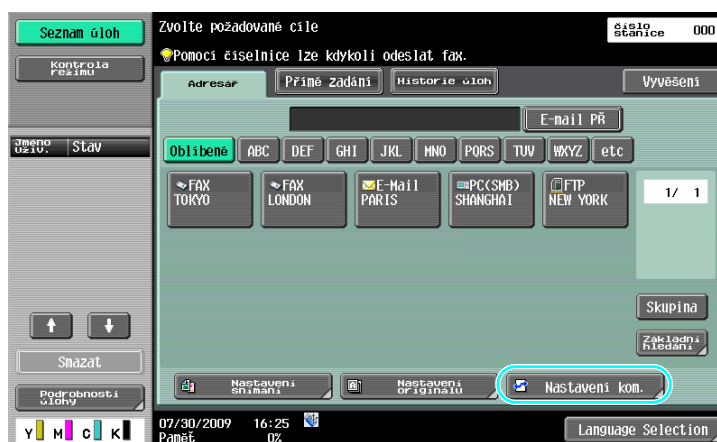 Seznam úloh
Kontrola
režimu
Jméno
uživ.
Stav
Smazat
Podrobnosti
úlohy
Y M C K
Zvolte požadované cíle
číslo
stanice
000
Pomocí číselnice lze kdykoli odeslat fax.
Adresář
Přímé zadání
Historie úloh
Vyvěšení
E-mail PŘ
Oblíbené ABC DEF GHI JKL MNO PQRS TUV WXYZ etc
FAX
TOKYO
FAX
LONDON
E-Mail
PARIS
PC(SMB)
SHANGHAI
FTP
NEW YORK
1/ 1
Skupina
Základní
hledání
Nastavení
snímání
Nastavení
originálu
Nastavení kom.
07/30/2009 16:25
Paměť 0%
Language Selection